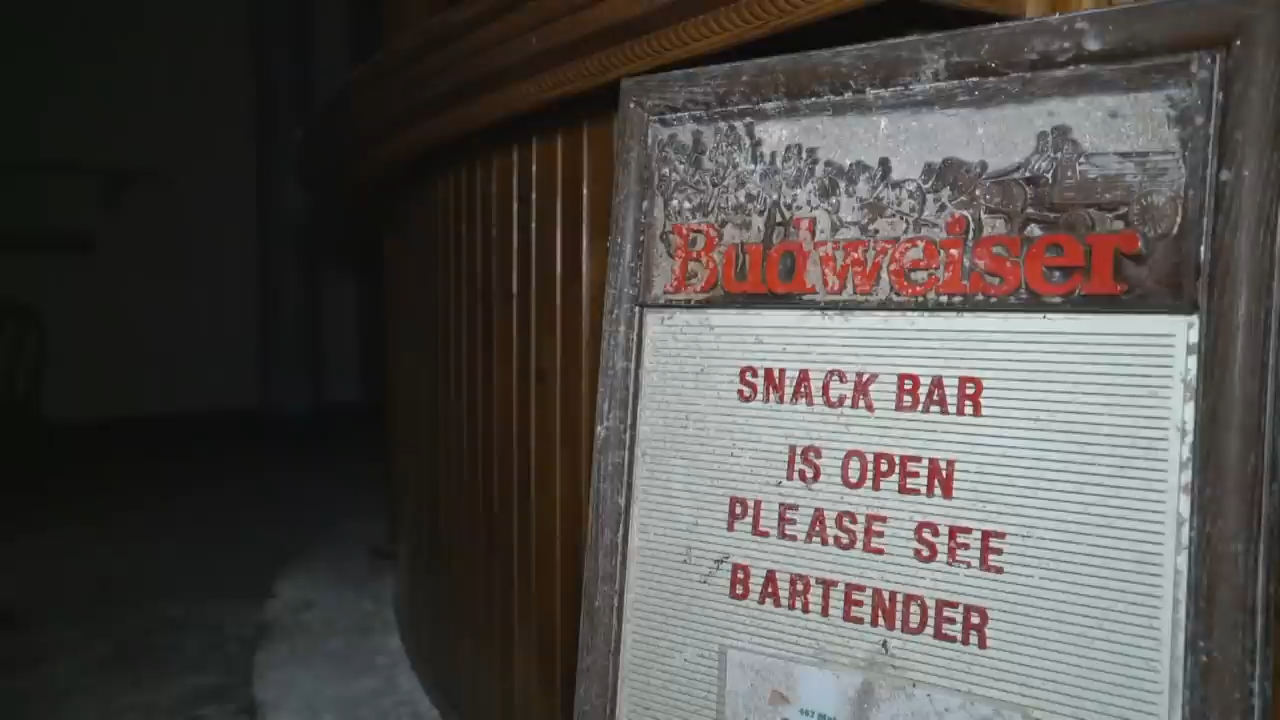 Budweiser
SNACK BAR
IS OPEN
PLEASE SEE
BARTENDER